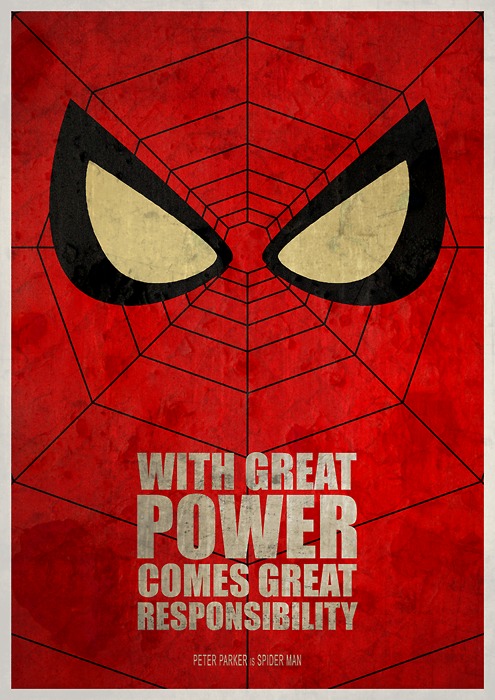 WITH GREAT
POWER
COMES GREAT
RESPONSIBILITY
PETER PARKER is SPIDER MAN